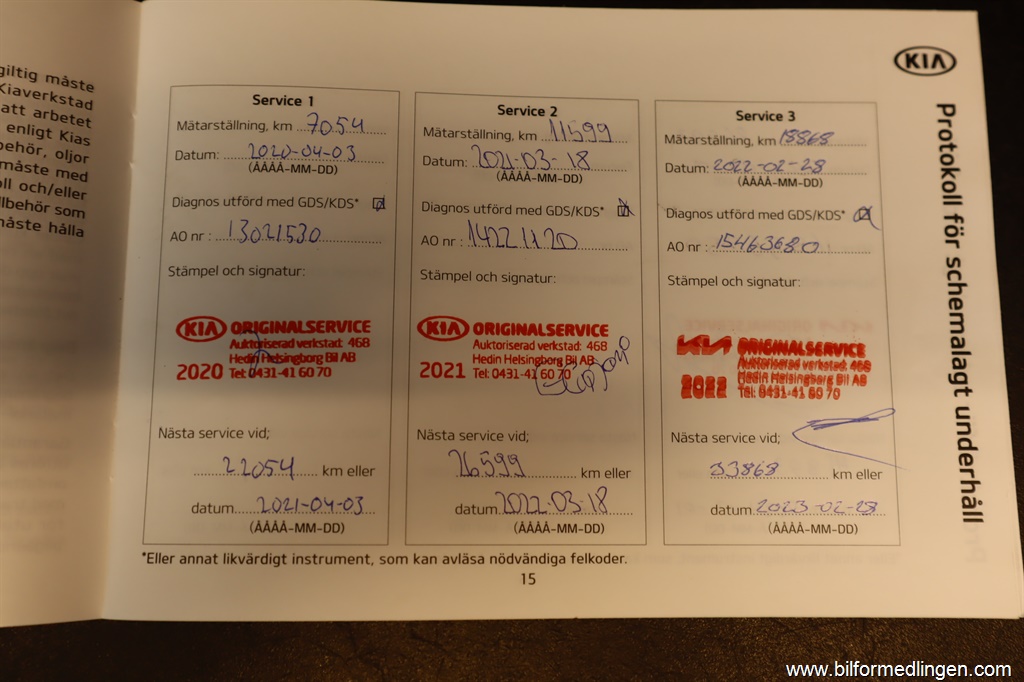 giltig måste
Kiaverkstad
att arbetet
enligt Kias
behör, oljor
måste med
oll och/eller
llbehör som
måste hålla
KIA
Protokoll för schemalagt underhåll
Service 1
Mätarställning, km 7054
Datum: 2020-04-03
(ÅÅÅÅ-MM-DD)
Diagnos utförd med GDS/KDS*
AO nr : 13021530
Stämpel och signatur:
KIA ORIGINALSERVICE
Auktoriserad verkstad: 468
Hedin Helsingborg Bil AB
2020 Tel: 0431-41 60 70
Nästa service vid;
22054 km eller
datum 2021-04-03
(ÅÅÅÅ-MM-DD)
Service 2
Mätarställning, km 11599
Datum: 2021-03-18
(ÅÅÅÅ-MM-DD)
Diagnos utförd med GDS/KDS*
AO nr : 14221120
Stämpel och signatur:
KIA ORIGINALSERVICE
Auktoriserad verkstad: 468
Hedin Helsingborg Bil AB
2021 Tel: 0431-41 60 70
Nästa service vid;
26599 km eller
datum 2022-03-18
(ÅÅÅÅ-MM-DD)
Service 3
Mätarställning, km 18868
Datum: 2022-02-28
(ÅÅÅÅ-MM-DD)
Diagnos utförd med GDS/KDS*
AO nr : 15463680
Stämpel och signatur:
KIA ORIGINALSERVICE
Auktoriserad verkstad: 468
Hedin Helsingborg Bil AB
2022 Tel: 0431-41 60 70
Nästa service vid;
33868 km eller
datum 2023-02-28
(ÅÅÅÅ-MM-DD)
*Eller annat likvärdigt instrument, som kan avläsa nödvändiga felkoder.
15
www.bilformedlingen.com